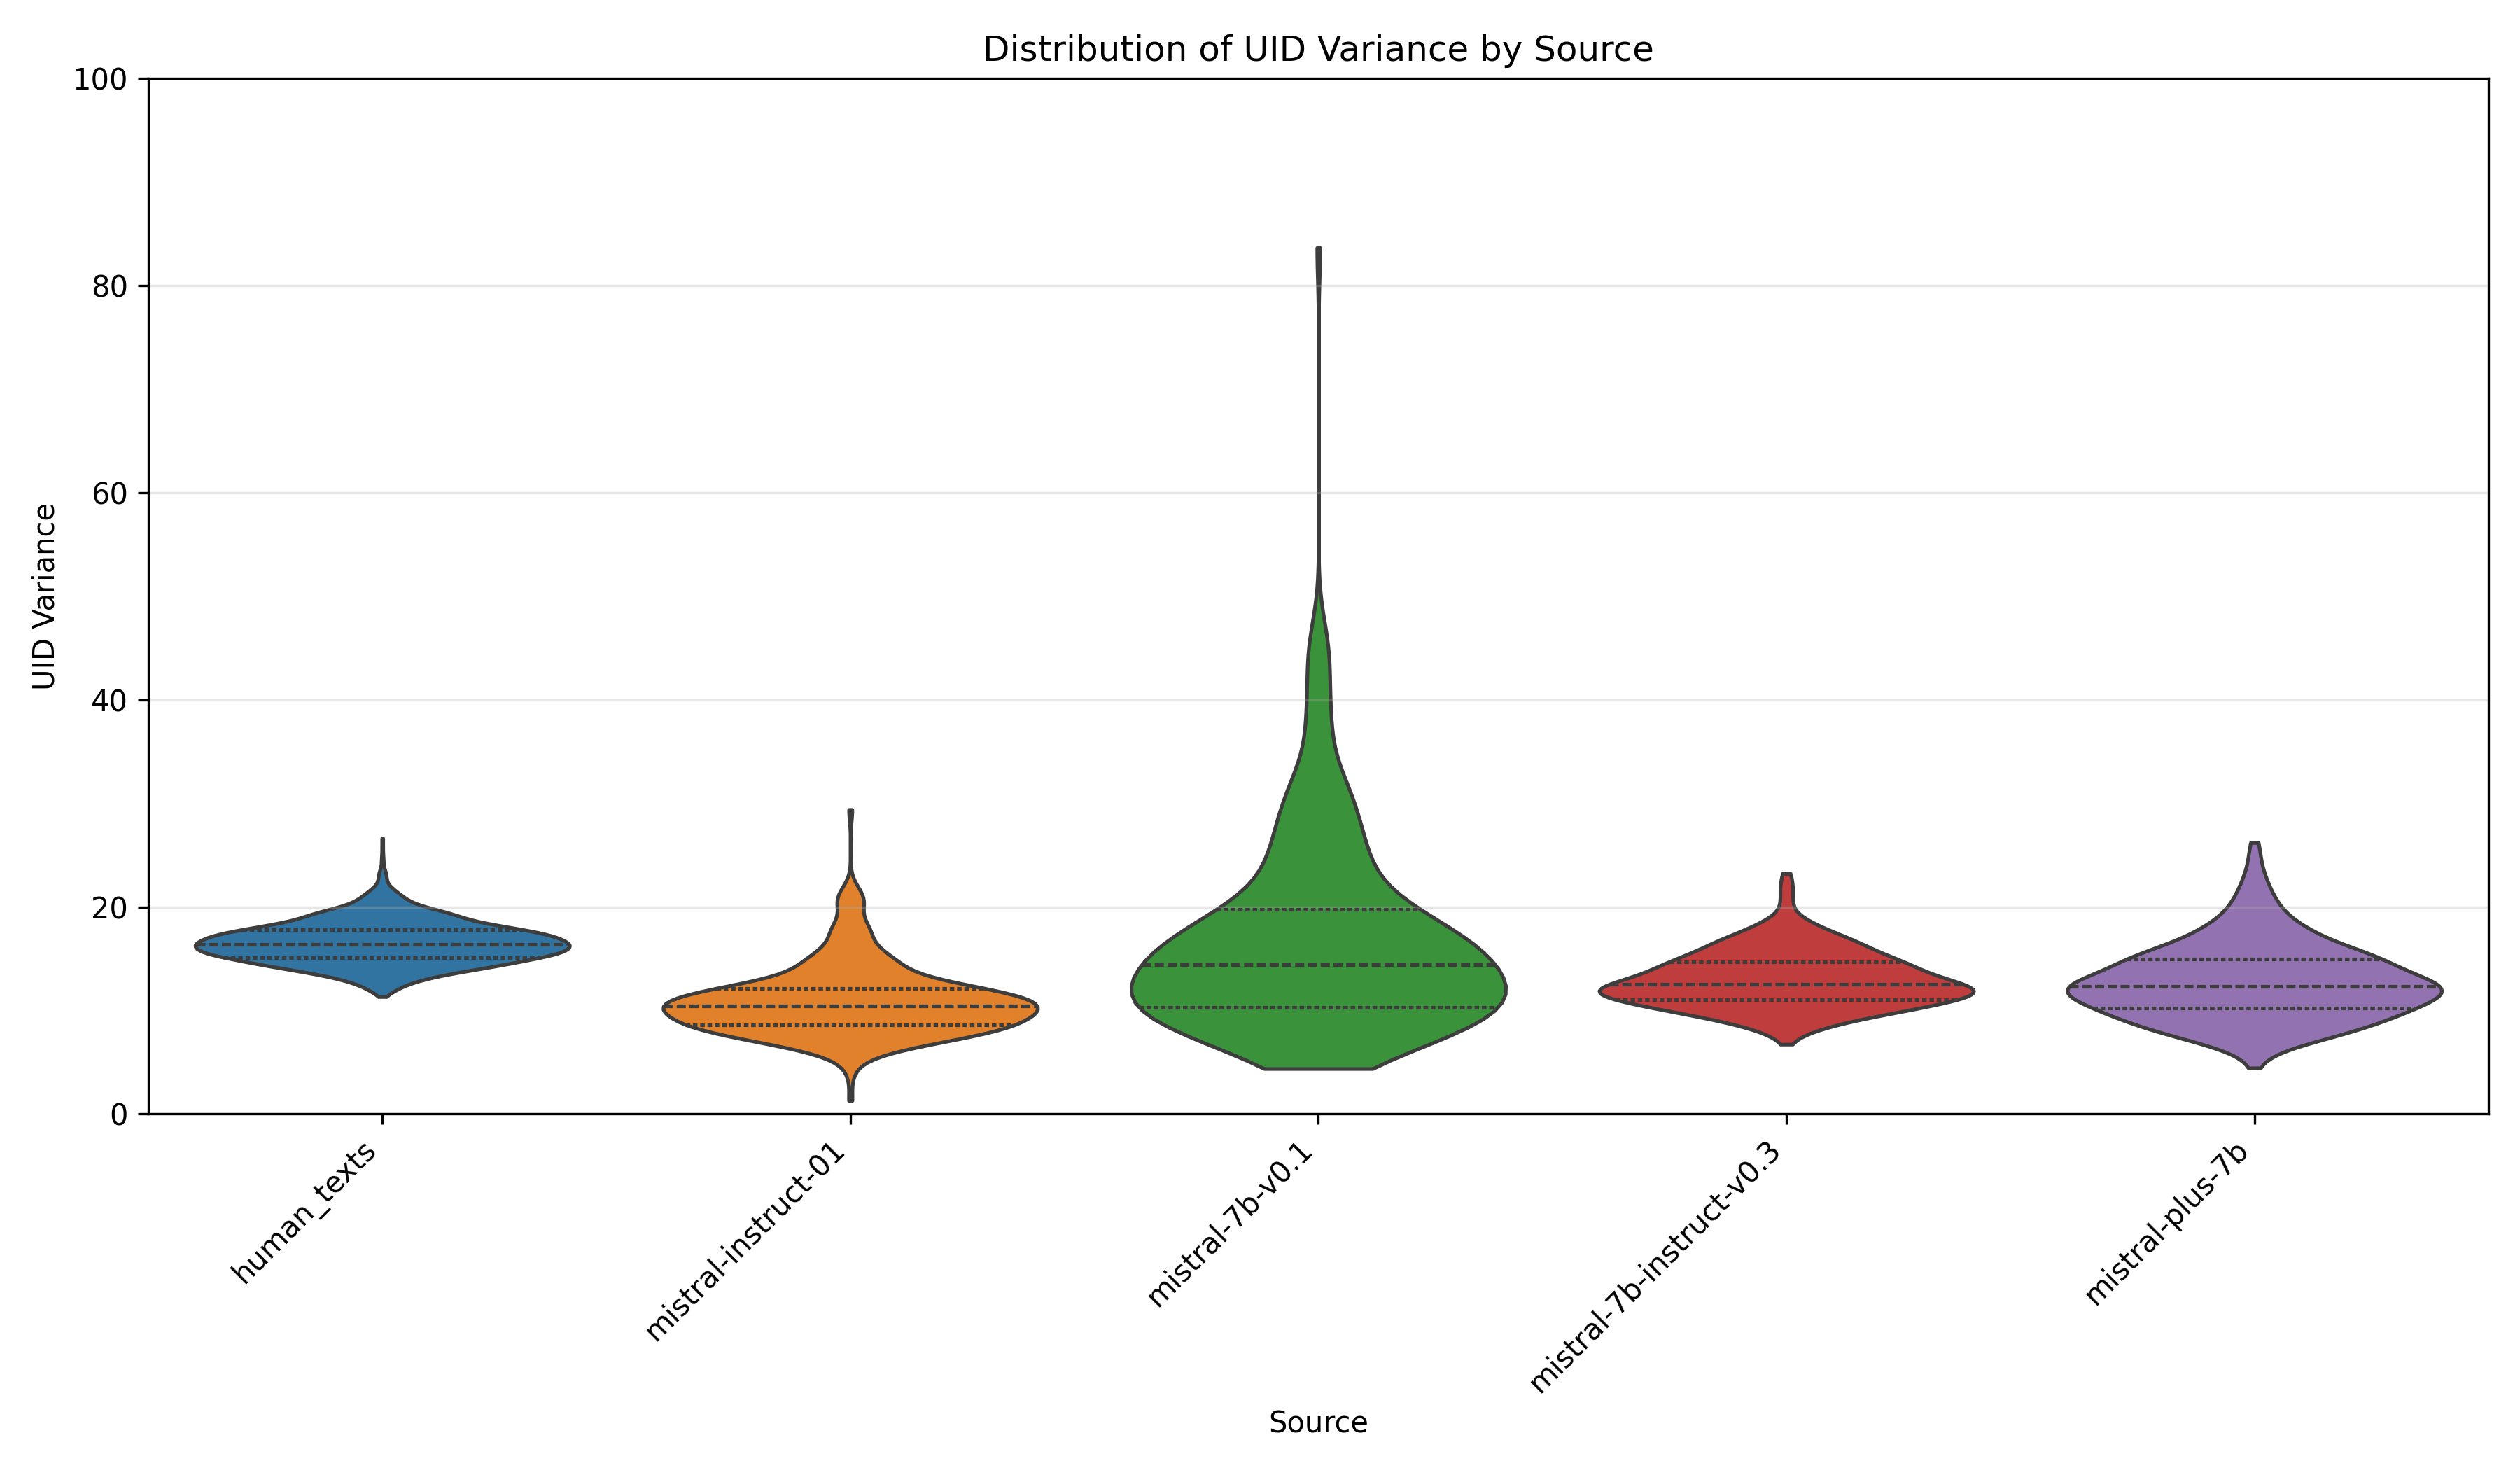 Distribution of UID Variance by Source
100
80
60
40
20
0
UID Variance
human_texts
mistral-instruct-01
mistral-7b-v0.1
mistral-7b-instruct-v0.3
mistral-plus-7b
Source